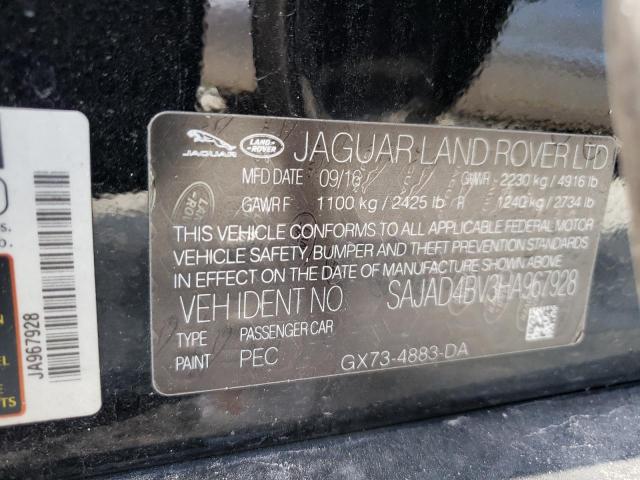 JAGUAR
LAND ROVER
JAGUAR LAND ROVER LTD
MFD DATE 09/16 GVWR - 2230 kg / 4916 lb
GAWR F 1100 kg / 2425 lb R 1240 kg / 2734 lb
THIS VEHICLE CONFORMS TO ALL APPLICABLE FEDERAL MOTOR
VEHICLE SAFETY, BUMPER AND THEFT PREVENTION STANDARDS
IN EFFECT ON THE DATE OF MANUFACTURE SHOWN ABOVE
VEH IDENT NO. SAJAD4BV3HA967928
TYPE PASSENGER CAR
PAINT PEC GX73-4883-DA
JA967928